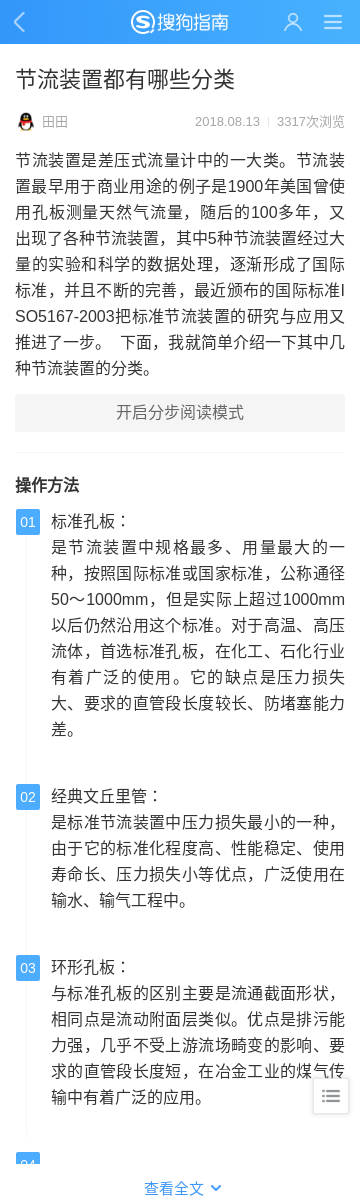 搜狗指南
节流装置都有哪些分类
田田 2018.08.13 3317次浏览
节流装置是差压式流量计中的一大类。节流装
置最早用于商业用途的例子是1900年美国曾使
用孔板测量天然气流量，随后的100多年，又
出现了各种节流装置，其中5种节流装置经过大
量的实验和科学的数据处理，逐渐形成了国际
标准，并且不断的完善，最近颁布的国际标准I
SO5167-2003把标准节流装置的研究与应用又
推进了一步。 下面，我就简单介绍一下其中几
种节流装置的分类。
开启分步阅读模式
操作方法
01 标准孔板：
是节流装置中规格最多、用量最大的一
种，按照国际标准或国家标准，公称通径
50～1000mm，但是实际上超过1000mm
以后仍然沿用这个标准。对于高温、高压
流体，首选标准孔板，在化工、石化行业
有着广泛的使用。它的缺点是压力损失
大、要求的直管段长度较长、防堵塞能力
差。
02 经典文丘里管：
是标准节流装置中压力损失最小的一种，
由于它的标准化程度高、性能稳定、使用
寿命长、压力损失小等优点，广泛使用在
输水、输气工程中。
03 环形孔板：
与标准孔板的区别主要是流通截面形状，
相同点是流动附面层类似。优点是排污能
力强，几乎不受上游流场畸变的影响、要
求的直管段长度短，在冶金工业的煤气传
输中有着广泛的应用。
04
查看全文